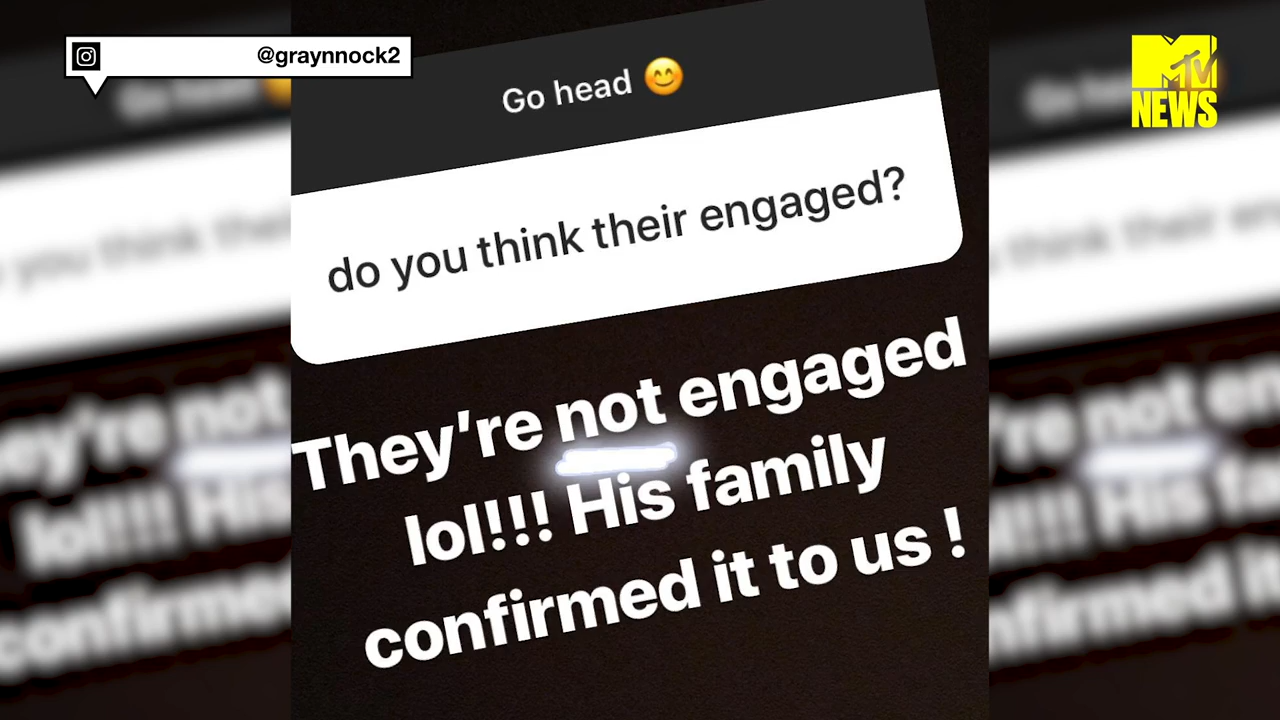 @graynnock2
MTV
NEWS
Go head 😊
do you think their engaged?
They're not engaged
lol!!! His family
confirmed it to us !